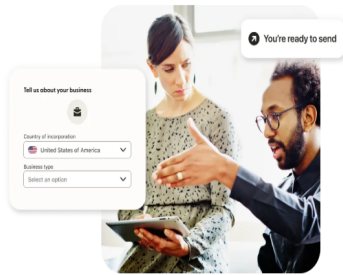 You're ready to send
Tell us about your business
Country of incorporation
United States of America
Business type
Select an option